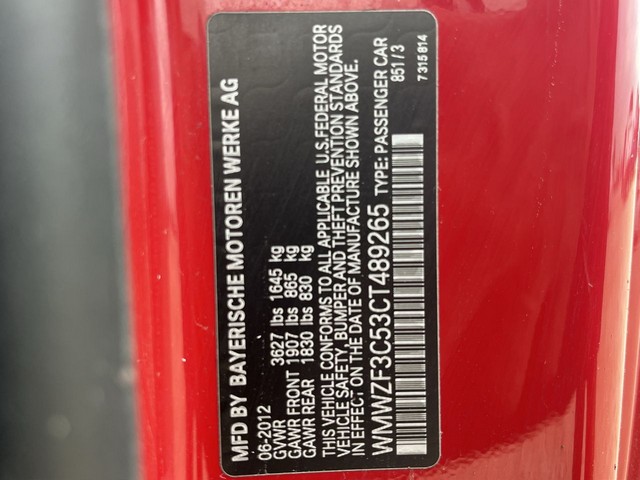 MFD BY BAYERISCHE MOTOREN WERKE AG
06-2012
GVWR 3627 lbs 1645 kg
GAWR FRONT 1907 lbs 865 kg
GAWR REAR 1830 lbs 830 kg
THIS VEHICLE CONFORMS TO ALL APPLICABLE U.S.FEDERAL MOTOR
VEHICLE SAFETY, BUMPER AND THEFT PREVENTION STANDARDS
IN EFFECT ON THE DATE OF MANUFACTURE SHOWN ABOVE.
WMWZF3C53CT489265 TYPE: PASSENGER CAR
851/3
7 315 814